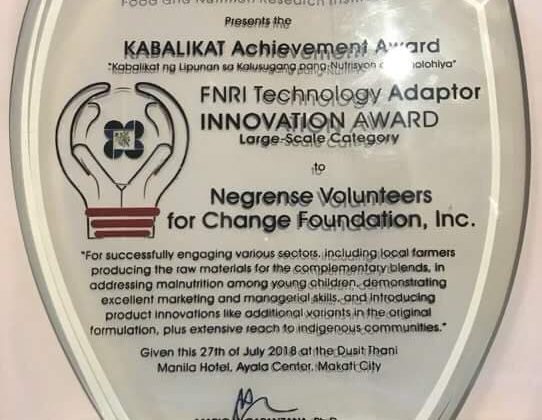 Food and Nutrition Research
Presents the
KABALIKAT Achievement Award
"Kabalikat ng Lipunan sa Kalusugang pang-Nutrisyon
FNRI Technology Adaptor
INNOVATION AWARD
Large-Scale Category
to
Negrense Volunteers
for Change Foundation, Inc.
"For successfully engaging various sectors, including local farmers
producing the raw materials for the complementary blends, in
addressing malnutrition among young children, demonstrating
excellent marketing and managerial skills, and introducing
product innovations like additional variants in the original
formulation, plus extensive reach to indigenous communities."
Given this 27th of July 2018 at the Dusit Thani
Manila Hotel, Ayala Center, Makati City